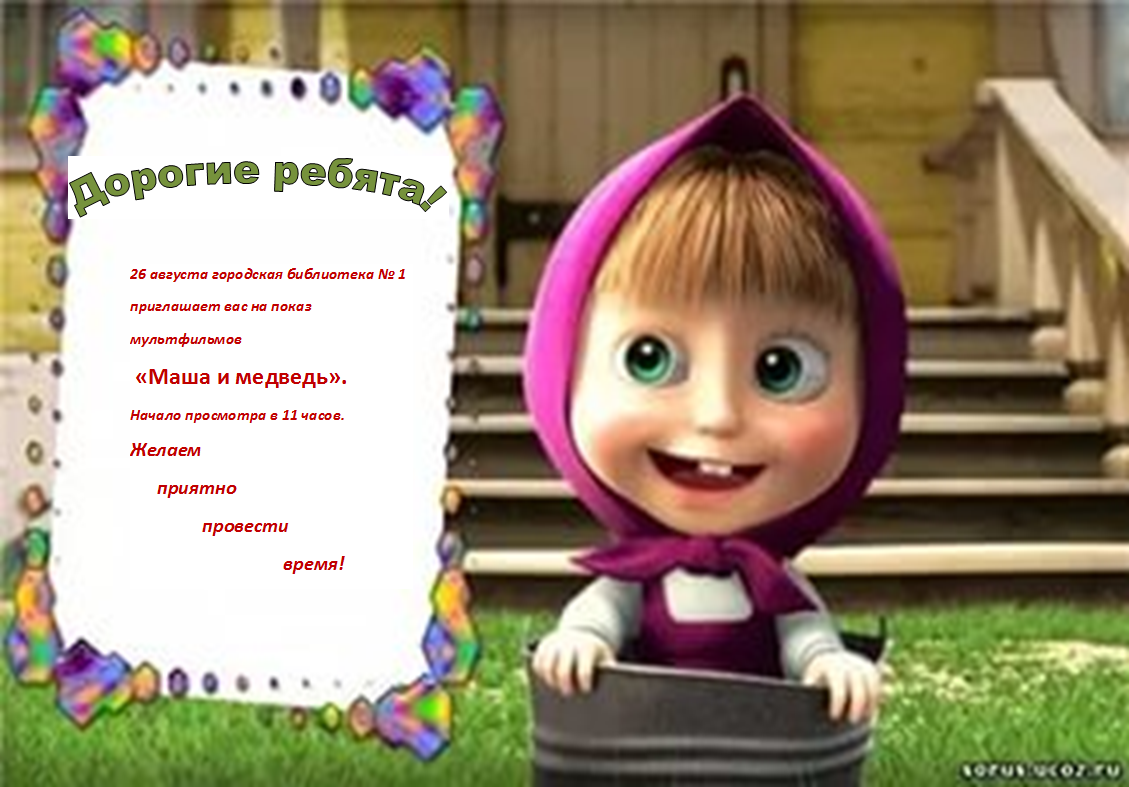 Дорогие ребята!
26 августа городская библиотека № 1
приглашает вас на показ
мультфильмов
«Маша и медведь».
Начало просмотра в 11 часов.
Желаем
приятно
провести
время!
sorus.ucoz.ru